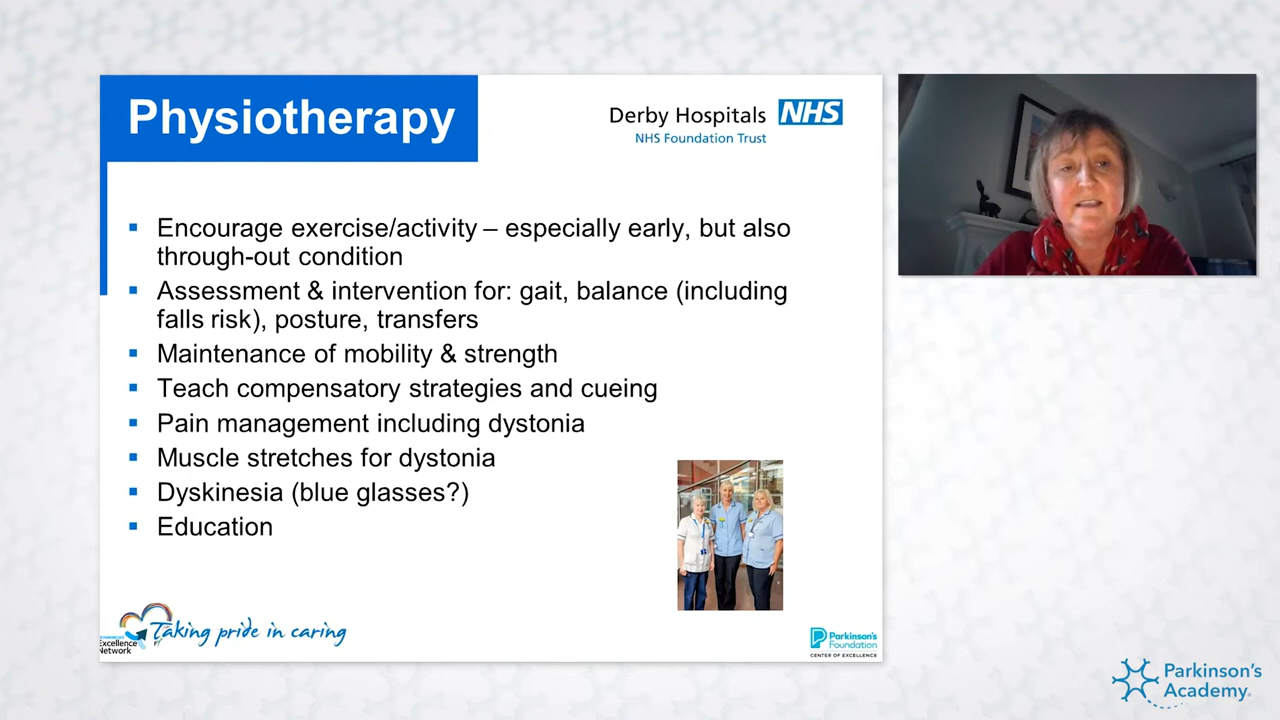 Physiotherapy
Derby Hospitals NHS
NHS Foundation Trust
Encourage exercise/activity – especially early, but also
through-out condition
Assessment & intervention for: gait, balance (including
falls risk), posture, transfers
Maintenance of mobility & strength
Teach compensatory strategies and cueing
Pain management including dystonia
Muscle stretches for dystonia
Dyskinesia (blue glasses?)
Education
Taking pride in caring
Excellence
Network
Parkinson's
Foundation
CENTER OF EXCELLENCE
Parkinson's
Academy